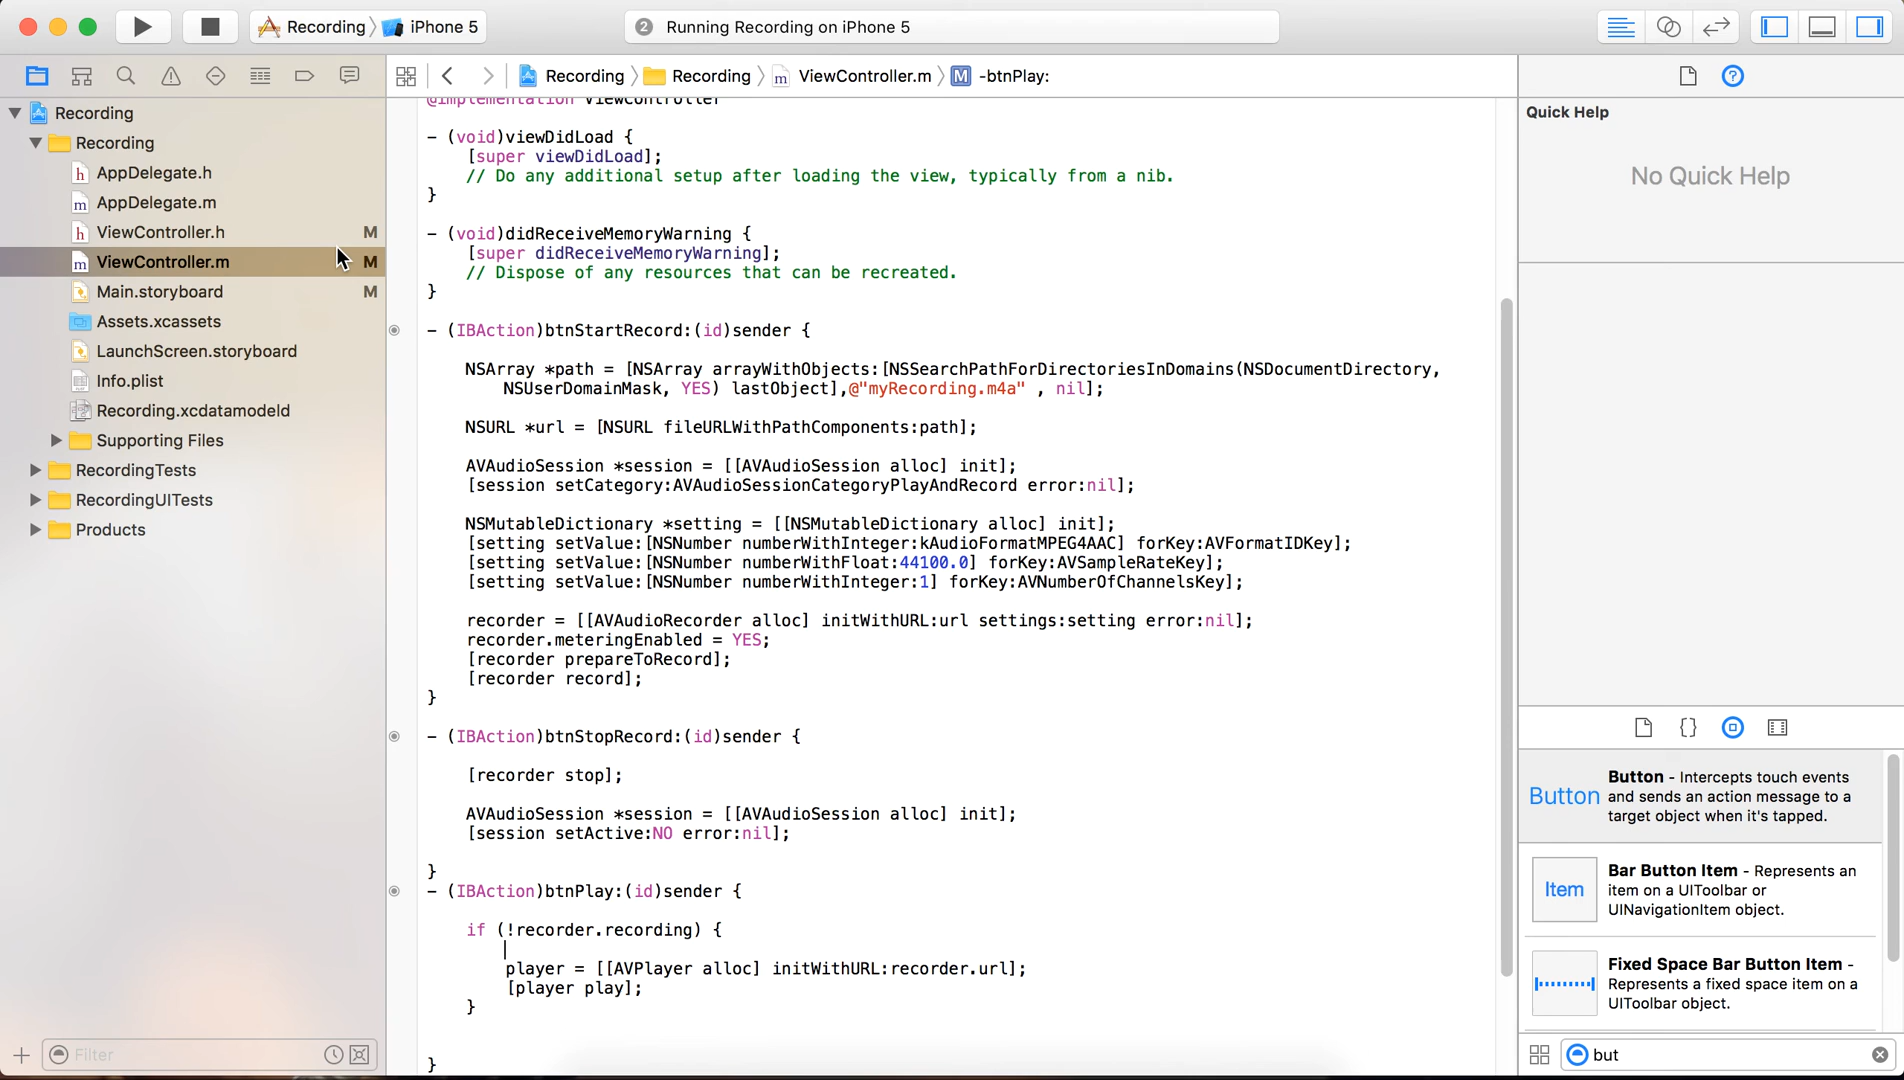 Recording
iPhone 5
2
Running Recording on iPhone 5
Recording
Recording
m
ViewController.m
M
-btnPlay:
Quick Help
No Quick Help
Recording
Recording
h
AppDelegate.h
m
AppDelegate.m
h
ViewController.h
M
m
ViewController.m
M
Main.storyboard
M
Assets.xcassets
LaunchScreen.storyboard
Info.plist
Recording.xcdatamodeld
Supporting Files
RecordingTests
RecordingUITests
Products
Filter
@implementation ViewController
- (void)viewDidLoad {
[super viewDidLoad];
// Do any additional setup after loading the view, typically from a nib.
}
- (void)didReceiveMemoryWarning {
[super didReceiveMemoryWarning];
// Dispose of any resources that can be recreated.
}
- (IBAction)btnStartRecord:(id)sender {
NSArray *path = [NSArray arrayWithObjects:[NSSearchPathForDirectoriesInDomains(NSDocumentDirectory,
NSUserDomainMask, YES) lastObject],@"myRecording.m4a" , nil];
NSURL *url = [NSURL fileURLWithPathComponents:path];
AVAudioSession *session = [[AVAudioSession alloc] init];
[session setCategory:AVAudioSessionCategoryPlayAndRecord error:nil];
NSMutableDictionary *setting = [[NSMutableDictionary alloc] init];
[setting setValue:[NSNumber numberWithInteger:kAudioFormatMPEG4AAC] forKey:AVFormatIDKey];
[setting setValue:[NSNumber numberWithFloat:44100.0] forKey:AVSampleRateKey];
[setting setValue:[NSNumber numberWithInteger:1] forKey:AVNumberOfChannelsKey];
recorder = [[AVAudioRecorder alloc] initWithURL:url settings:setting error:nil];
recorder.meteringEnabled = YES;
[recorder prepareToRecord];
[recorder record];
}
- (IBAction)btnStopRecord:(id)sender {
[recorder stop];
AVAudioSession *session = [[AVAudioSession alloc] init];
[session setActive:NO error:nil];
}
- (IBAction)btnPlay:(id)sender {
if (!recorder.recording) {
player = [[AVPlayer alloc] initWithURL:recorder.url];
[player play];
}
}
Button
Button - Intercepts touch events
and sends an action message to a
target object when it's tapped.
Item
Bar Button Item - Represents an
item on a UIToolbar or
UINavigationItem object.
Fixed Space Bar Button Item -
Represents a fixed space item on a
UIToolbar object.
but